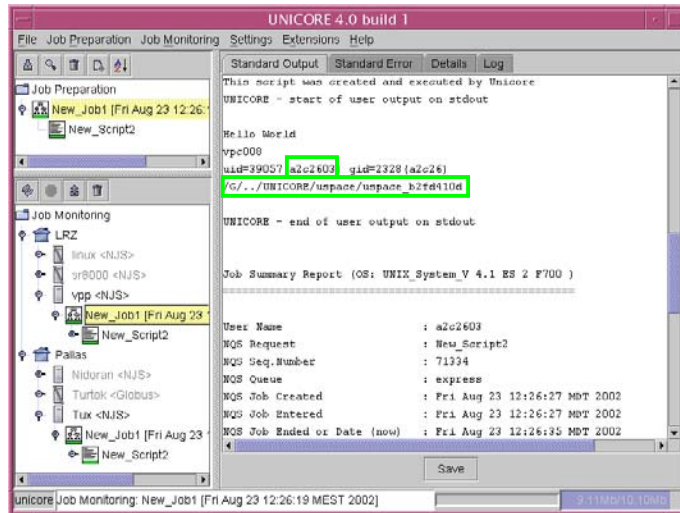 UNICORE 4.0 build 1
File Job Preparation Job Monitoring Settings Extensions Help
Job Preparation
New_Job1 [Fri Aug 23 12:26:
New_Script2
Job Monitoring
LRZ
linux <NJS>
sr8000 <NJS>
vpp <NJS>
New_Job1 [Fri Aug 23
New_Script2
Pallas
Nidoran <NJS>
Turtok <Globus>
Tux <NJS>
New_Job1 [Fri Aug 23
New_Script2
Standard Output Standard Error Details Log
This script was created and executed by Unicore
UNICORE - start of user output on stdout
Hello World
vpc008
uid=39057 a2c2603 gid=2328(a2c26)
/G/../UNICORE/uspace/uspace_b2fd410d
UNICORE - end of user output on stdout
Job Summary Report (OS: UNIX_System_V 4.1 ES 2 F700 )
User Name : a2c2603
NQS Request : New_Script2
NQS Seq.Number : 71334
NQS Queue : express
NQS Job Created : Fri Aug 23 12:26:27 MDT 2002
NQS Job Entered : Fri Aug 23 12:26:27 MDT 2002
NQS Job Ended or Date (now) : Fri Aug 23 12:26:35 MDT 2002
Save
unicore Job Monitoring: New_Job1 [Fri Aug 23 12:26:19 MEST 2002]
9.11Mb/10.10Mb